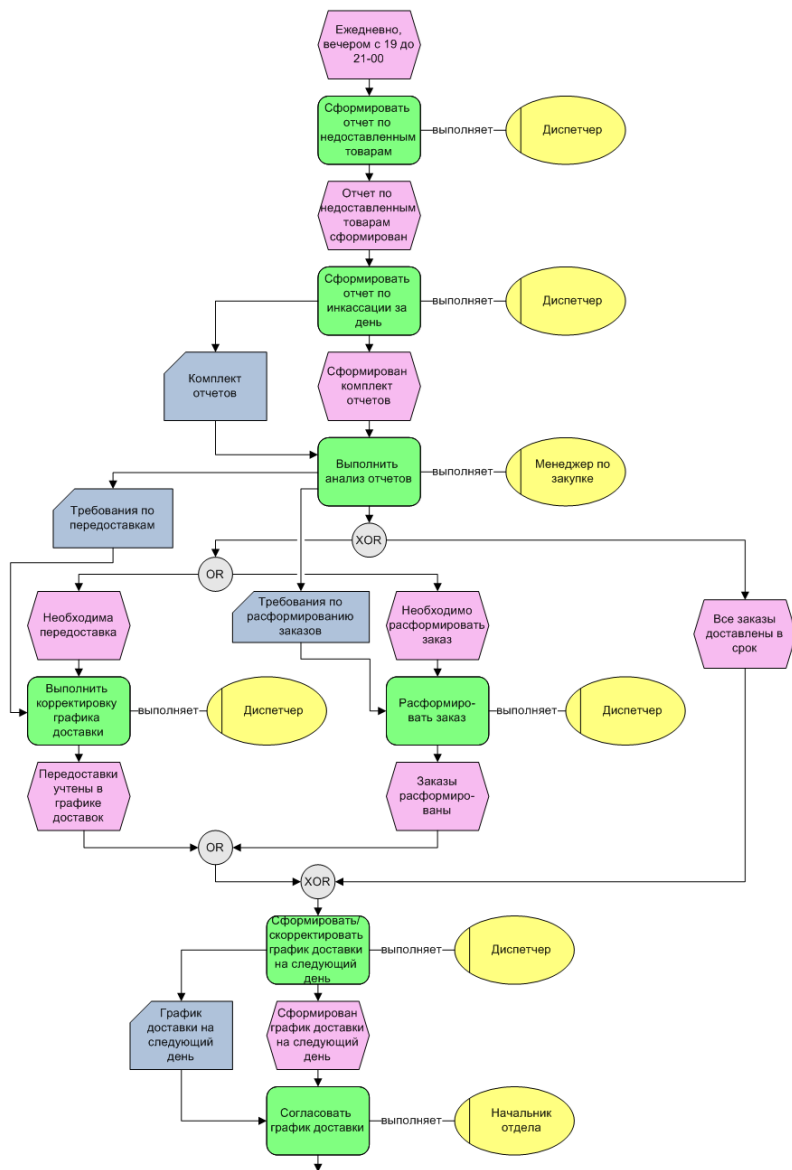 Ежедневно,
вечером с 19 до
21-00
Сформировать
отчет по
недоставленным
товарам
выполняет
Диспетчер
Отчет по
недоставленным
товарам
сформирован
Сформировать
отчет по
инкассации за
день
выполняет
Диспетчер
Комплект
отчетов
Сформирован
комплект
отчетов
Выполнить
анализ отчетов
выполняет
Менеджер по
закупке
Требования по
передоставкам
XOR
OR
Необходима
передоставка
Требования по
расформированию
заказов
Необходимо
расформировать
заказ
Все заказы
доставлены в
срок
Выполнить
корректировку
графика
доставки
выполняет
Диспетчер
Расформиро-
вать заказ
выполняет
Диспетчер
Передоставки
учтены в
графике
доставок
Заказы
расформиро-
ваны
OR
XOR
Сформировать/
скорректировать
график доставки
на следующий
день
выполняет
Диспетчер
График
доставки на
следующий
день
Сформирован
график доставки
на следующий
день
Согласовать
график доставки
выполняет
Начальник
отдела